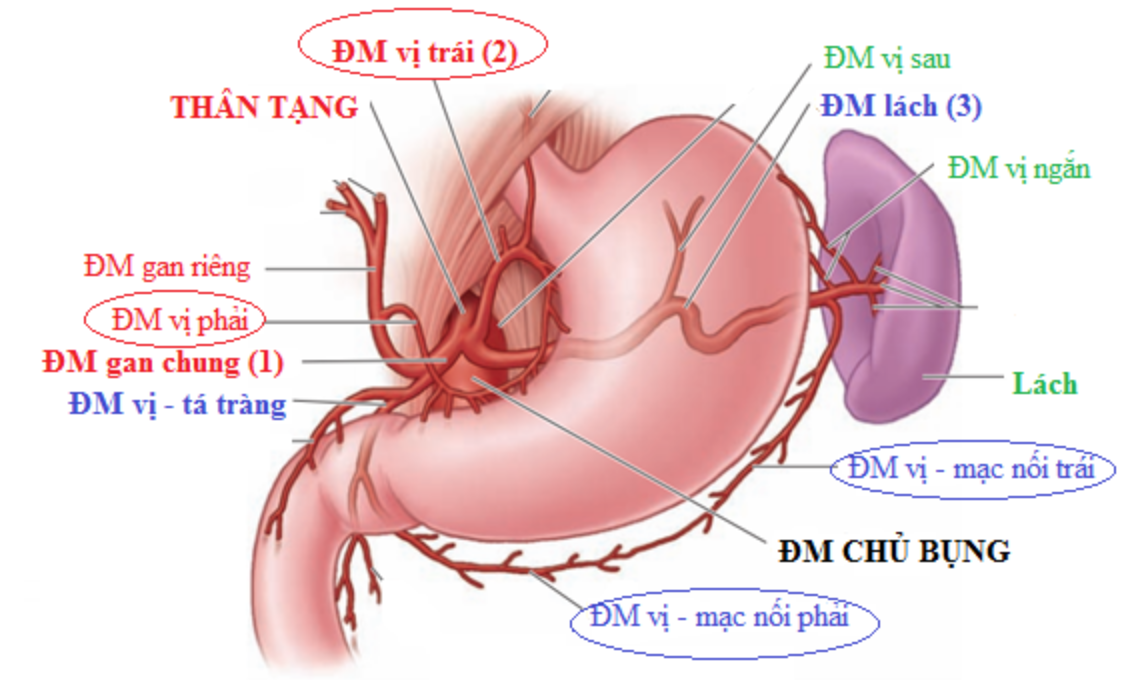 ĐM vị trái (2)
ĐM vị sau
THÂN TẠNG
ĐM lách (3)
ĐM vị ngắn
ĐM gan riêng
ĐM vị phải
ĐM gan chung (1)
ĐM vị - tá tràng
Lách
ĐM vị - mạc nối trái
ĐM CHỦ BỤNG
ĐM vị - mạc nối phải